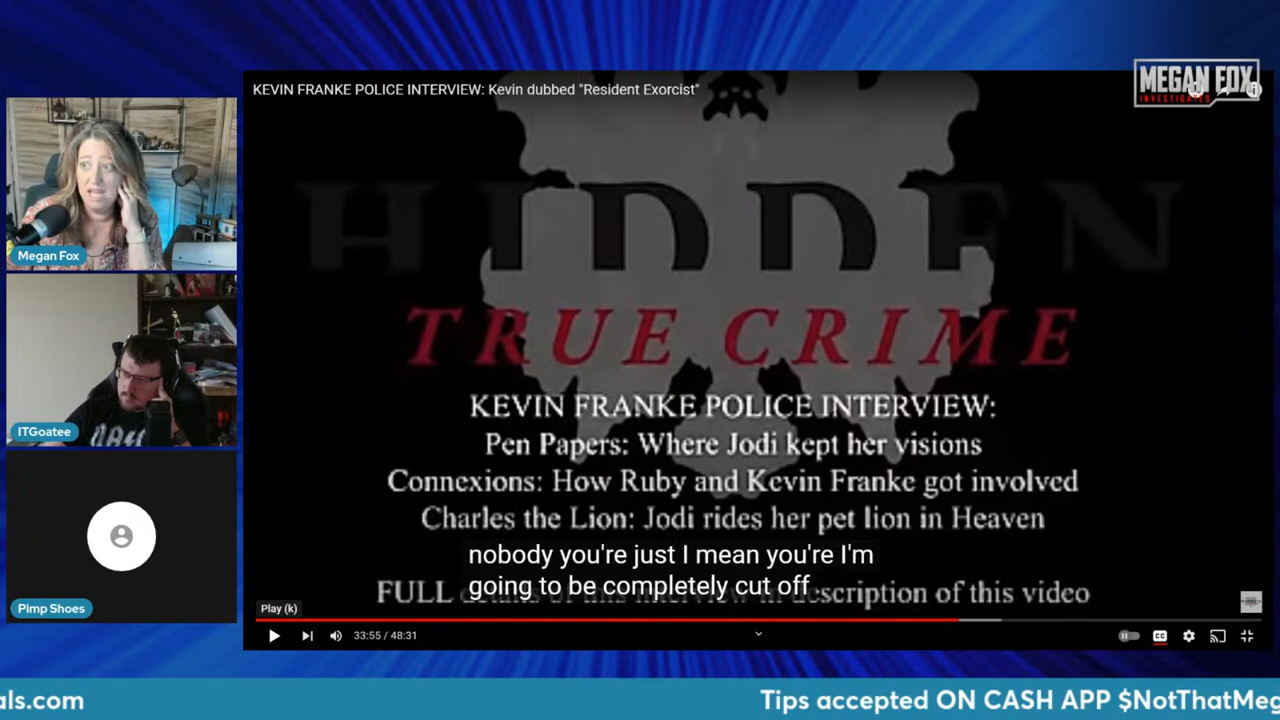 KEVIN FRANKE POLICE INTERVIEW: Kevin dubbed "Resident Exorcist"
MEGAN FOX
INVESTIGATES
HIDDEN
TRUE CRIME
KEVIN FRANKE POLICE INTERVIEW:
Pen Papers: Where Jodi kept her visions
Connexions: How Ruby and Kevin Franke got involved
Charles the Lion: Jodi rides her pet lion in Heaven
nobody you're just I mean you're I'm
going to be completely cut off
FULL description of this video
Play (k)
33:55 / 48:31
CC
Megan Fox
ITGoatee
Pimp Shoes
als.com
Tips accepted ON CASH APP $NotThatMeg